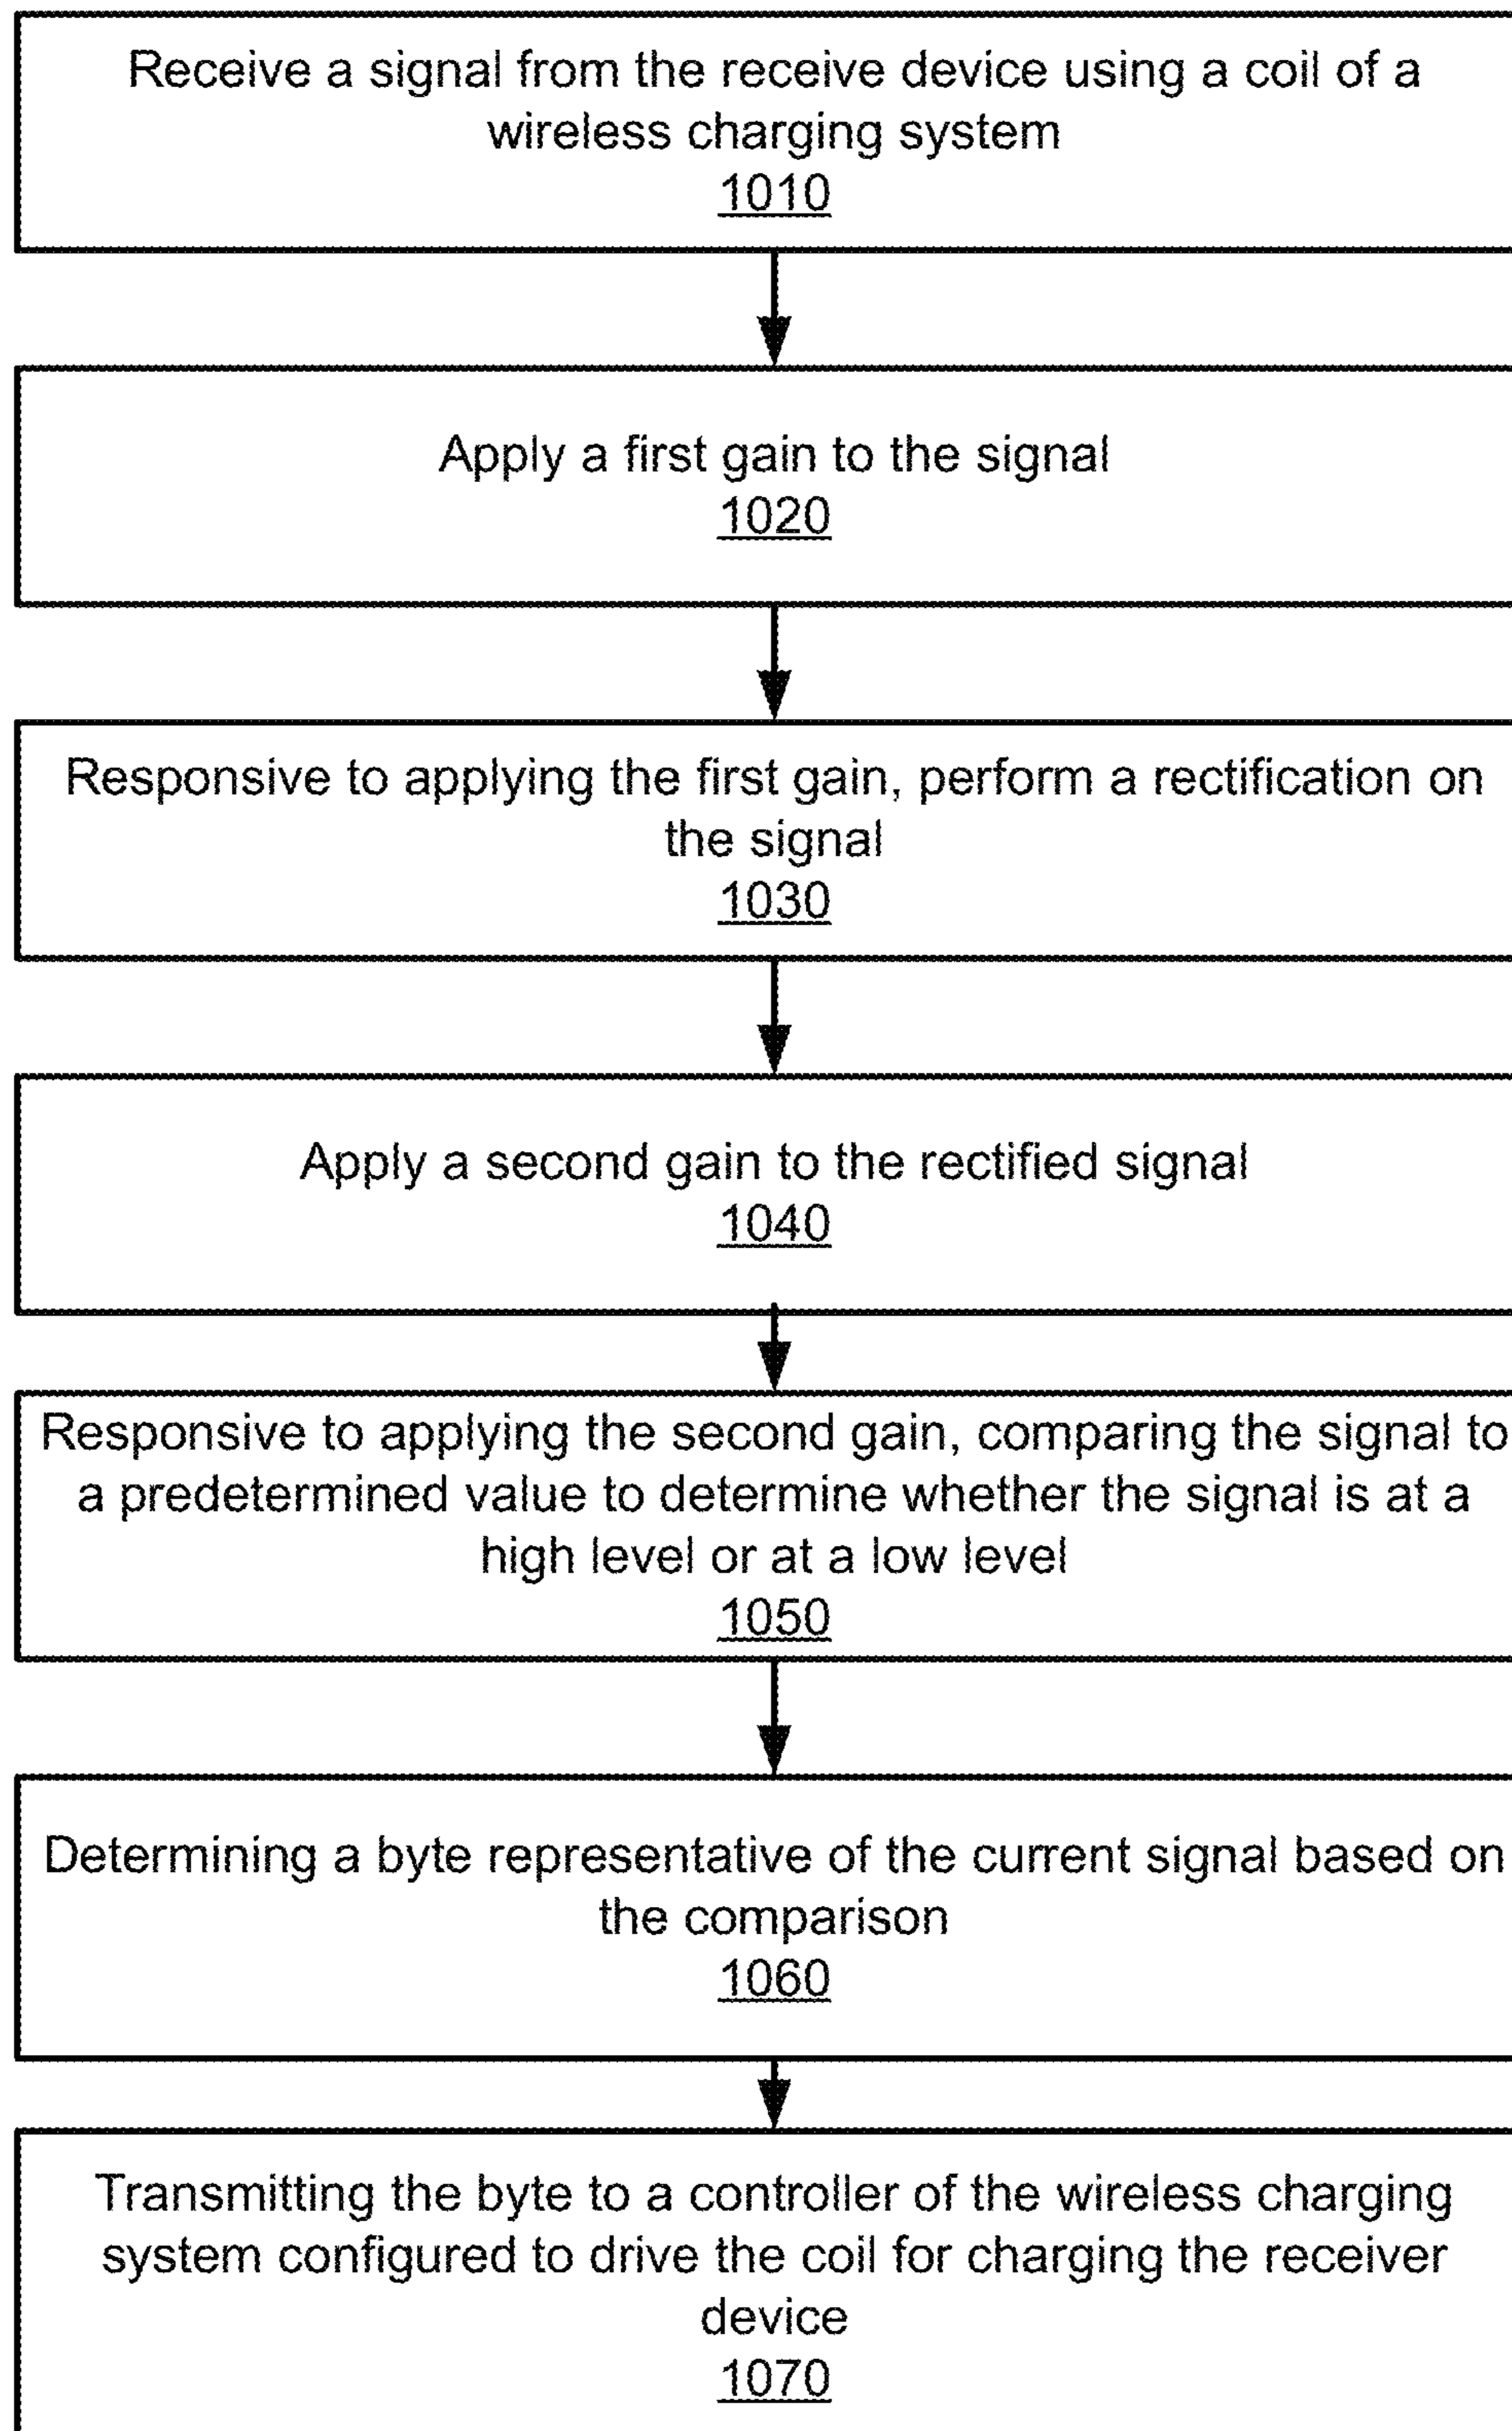 Receive a signal from the receive device using a coil of a
wireless charging system
1010
Apply a first gain to the signal
1020
Responsive to applying the first gain, perform a rectification on
the signal
1030
Apply a second gain to the rectified signal
1040
Responsive to applying the second gain, comparing the signal to
a predetermined value to determine whether the signal is at a
high level or at a low level
1050
Determining a byte representative of the current signal based on
the comparison
1060
Transmitting the byte to a controller of the wireless charging
system configured to drive the coil for charging the receiver
device
1070